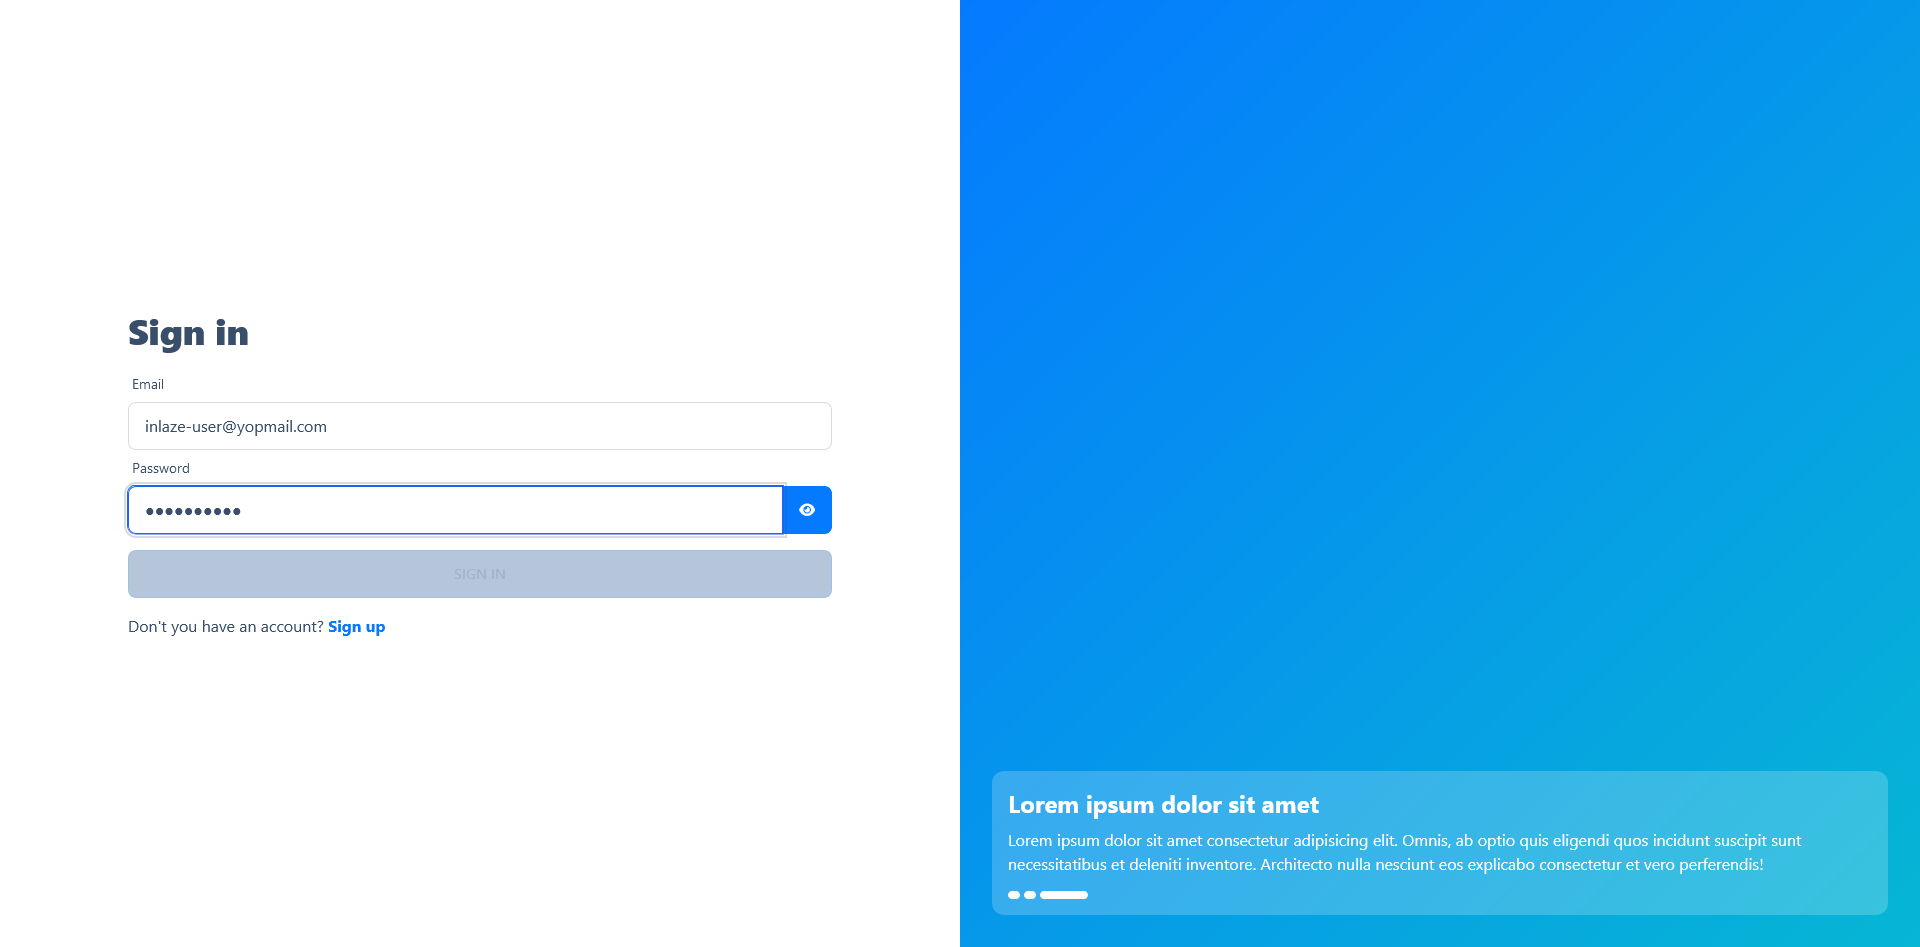 Sign in
Email
inlaze-user@yopmail.com
Password
••••••••••
SIGN IN
Don't you have an account? Sign up
Lorem ipsum dolor sit amet
Lorem ipsum dolor sit amet consectetur adipisicing elit. Omnis, ab optio quis eligendi quos incidunt suscipit sunt
necessitatibus et deleniti inventore. Architecto nulla nesciunt eos explicabo consectetur et vero perferendis!